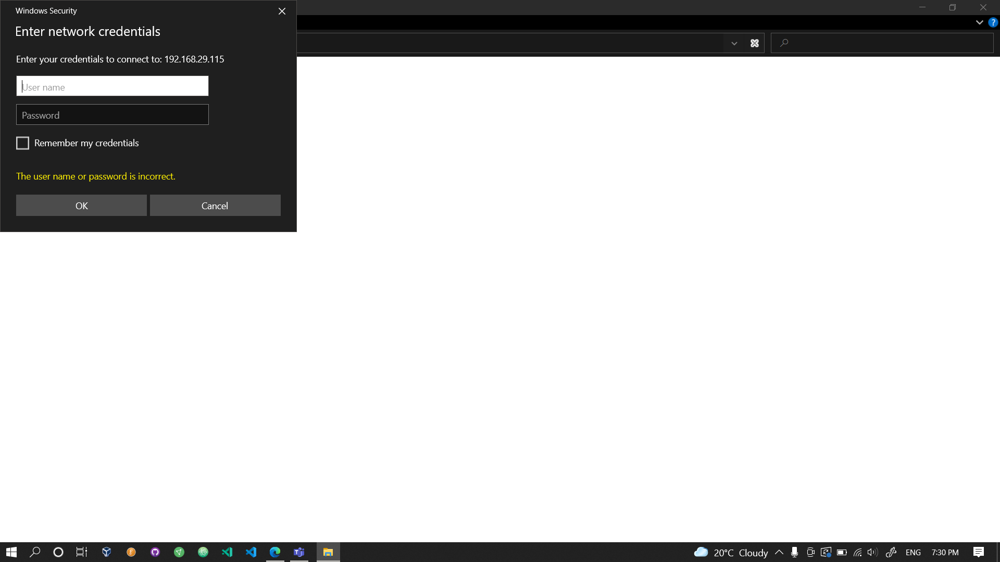 Windows Security
Enter network credentials
Enter your credentials to connect to: 192.168.29.115
User name
Password
Remember my credentials
The user name or password is incorrect.
OK
Cancel
20°C Cloudy
ENG
7:30 PM